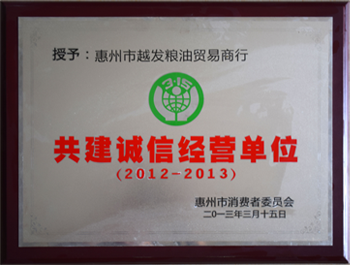 授予：惠州市越发粮油贸易商行
3·15
共建诚信经营单位
(2012-2013)
惠州市消费者委员会
二〇一三年三月十五日